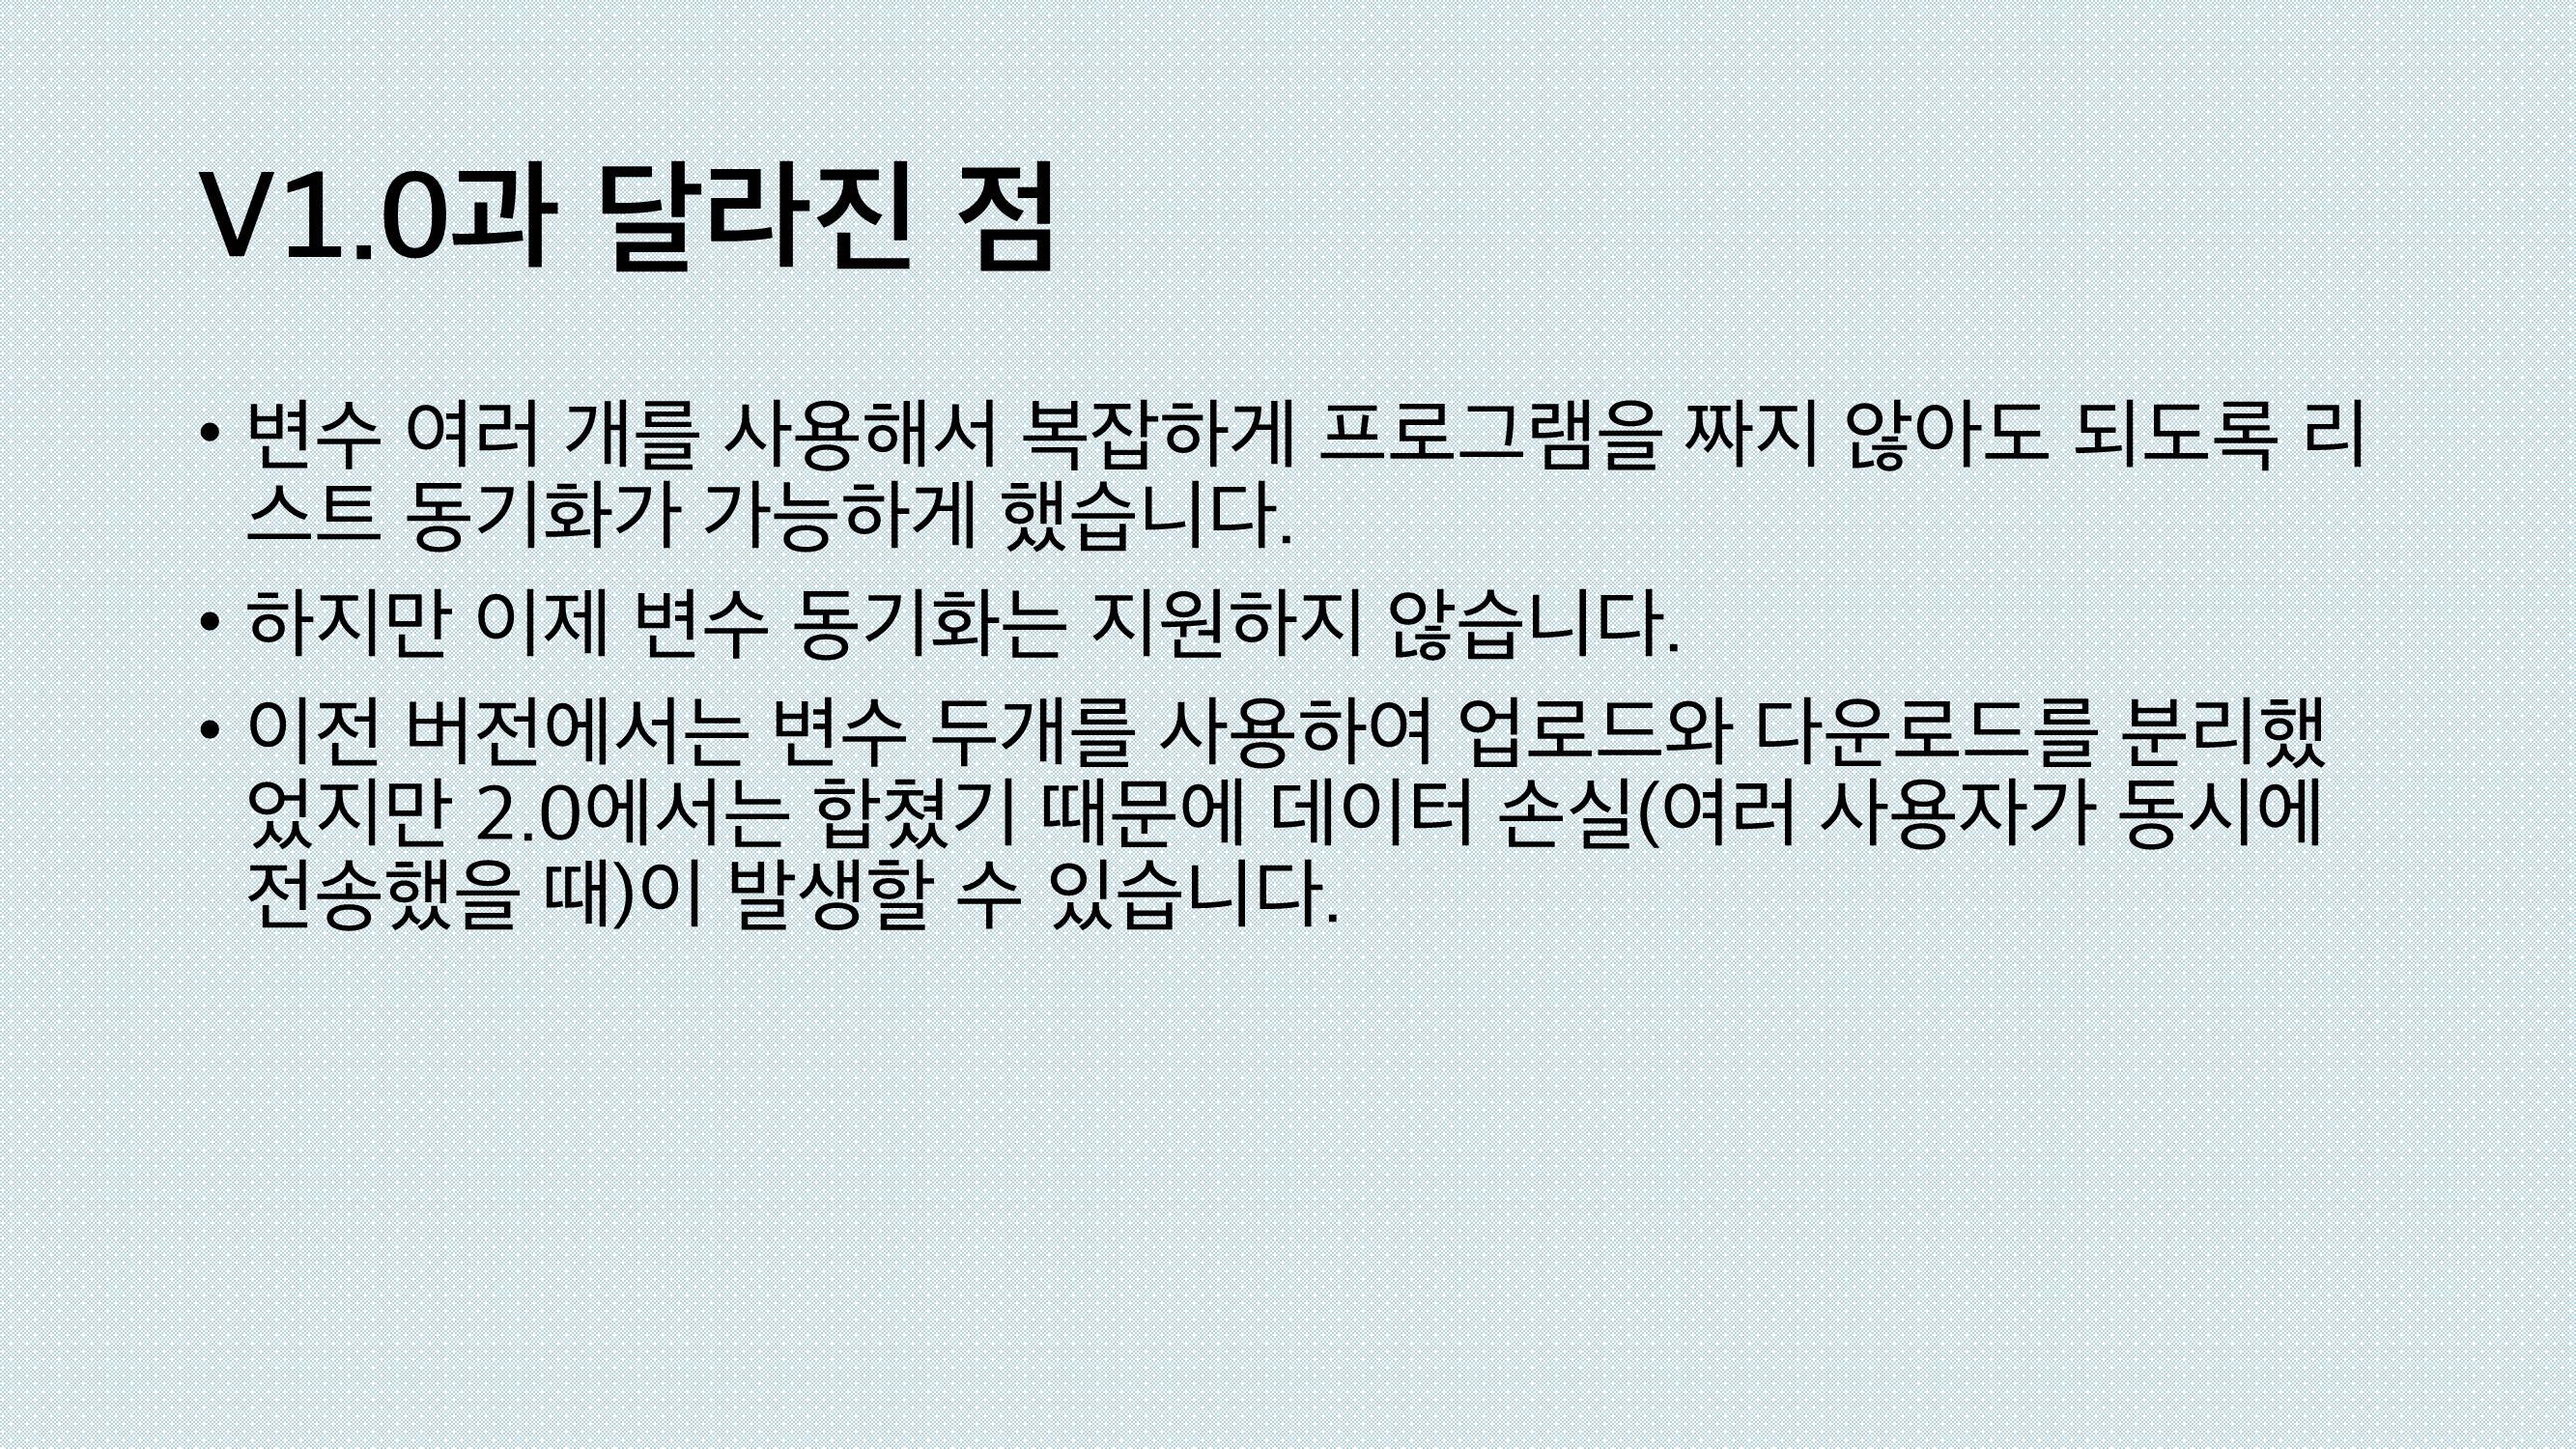 V1.0과 달라진 점
• 변수 여러 개를 사용해서 복잡하게 프로그램을 짜지 않아도 되도록 리
스트 동기화가 가능하게 했습니다.
• 하지만 이제 변수 동기화는 지원하지 않습니다.
• 이전 버전에서는 변수 두개를 사용하여 업로드와 다운로드를 분리했
었지만 2.0에서는 합쳤기 때문에 데이터 손실(여러 사용자가 동시에
전송했을 때)이 발생할 수 있습니다.